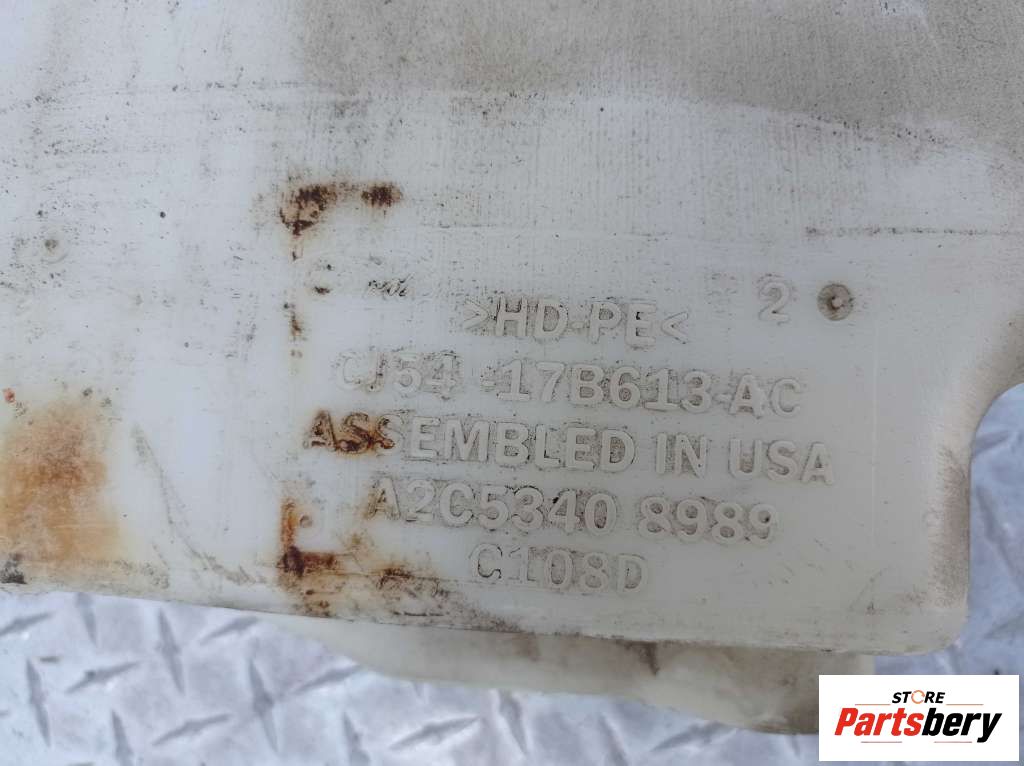 2
>HD-PE<
CJ54-17B613-AC
ASSEMBLED IN USA
A2C5340 8989
C108D
STORE
Partsbery